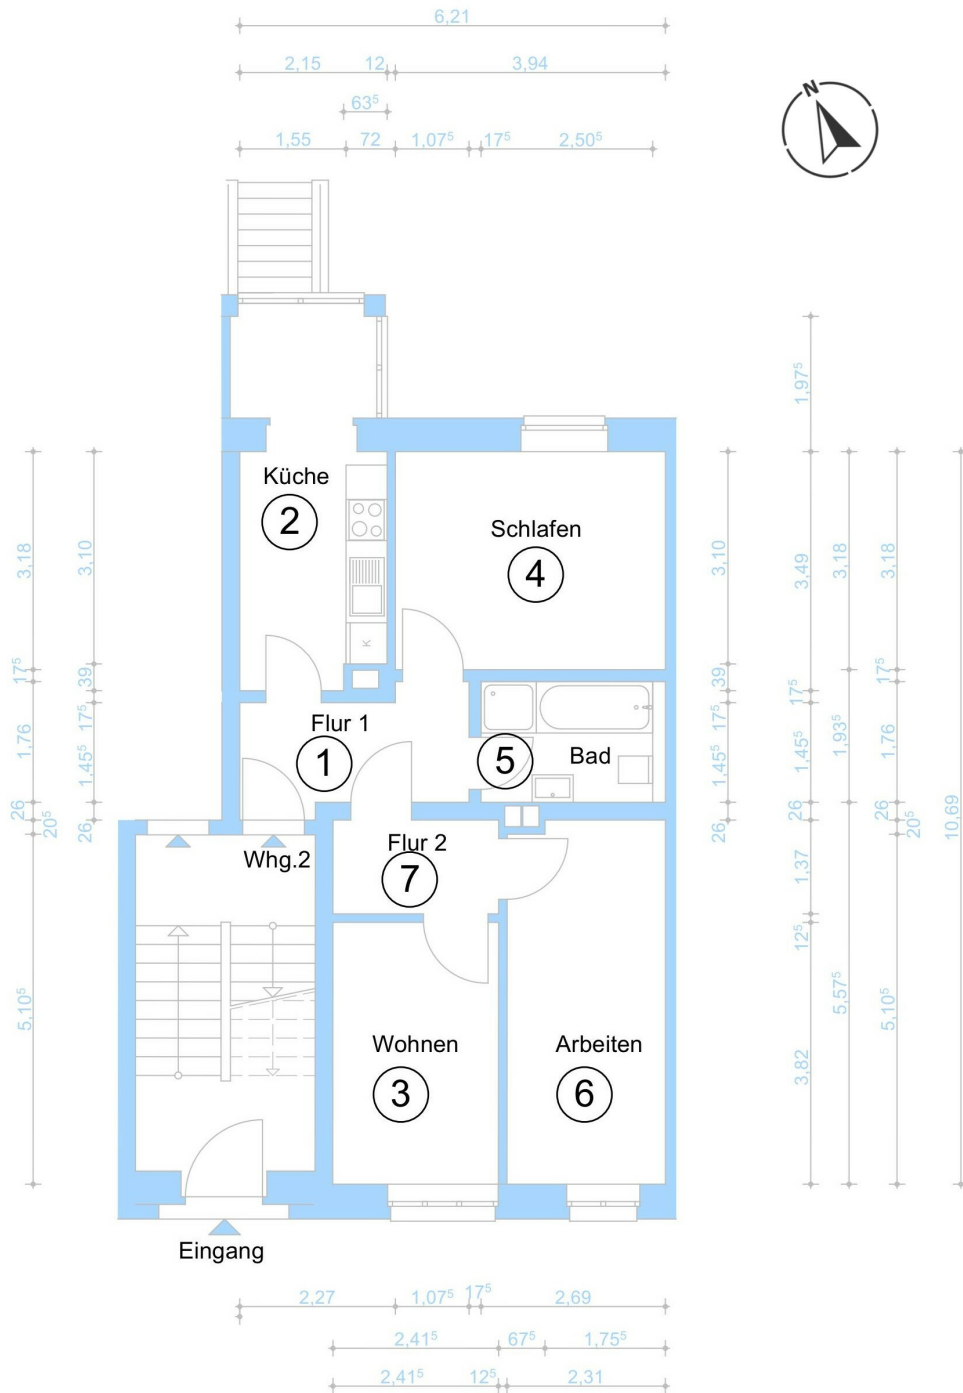 6,21
2,15 12 3,94
63⁵
1,55 72 1,07⁵ 17⁵ 2,50⁵
N
1,97⁵
Küche
2
Schlafen
4
K
3,18
3,10
3,10
3,49
3,18
3,18
17⁵
39
39
17⁵
17⁵
Flur 1
1
5
Bad
1,76
17⁵
1,45⁵
17⁵
1,45⁵
1,45⁵
1,93⁵
1,76
10,69
26
20⁵
26
26
26
26
20⁵
Whg.2
Flur 2
7
1,37
12⁵
5,10⁵
5,57⁵
5,10⁵
Wohnen
3
Arbeiten
6
3,82
Eingang
2,27 1,07⁵ 17⁵ 2,69
2,41⁵ 67⁵ 1,75⁵
2,41⁵ 12⁵ 2,31